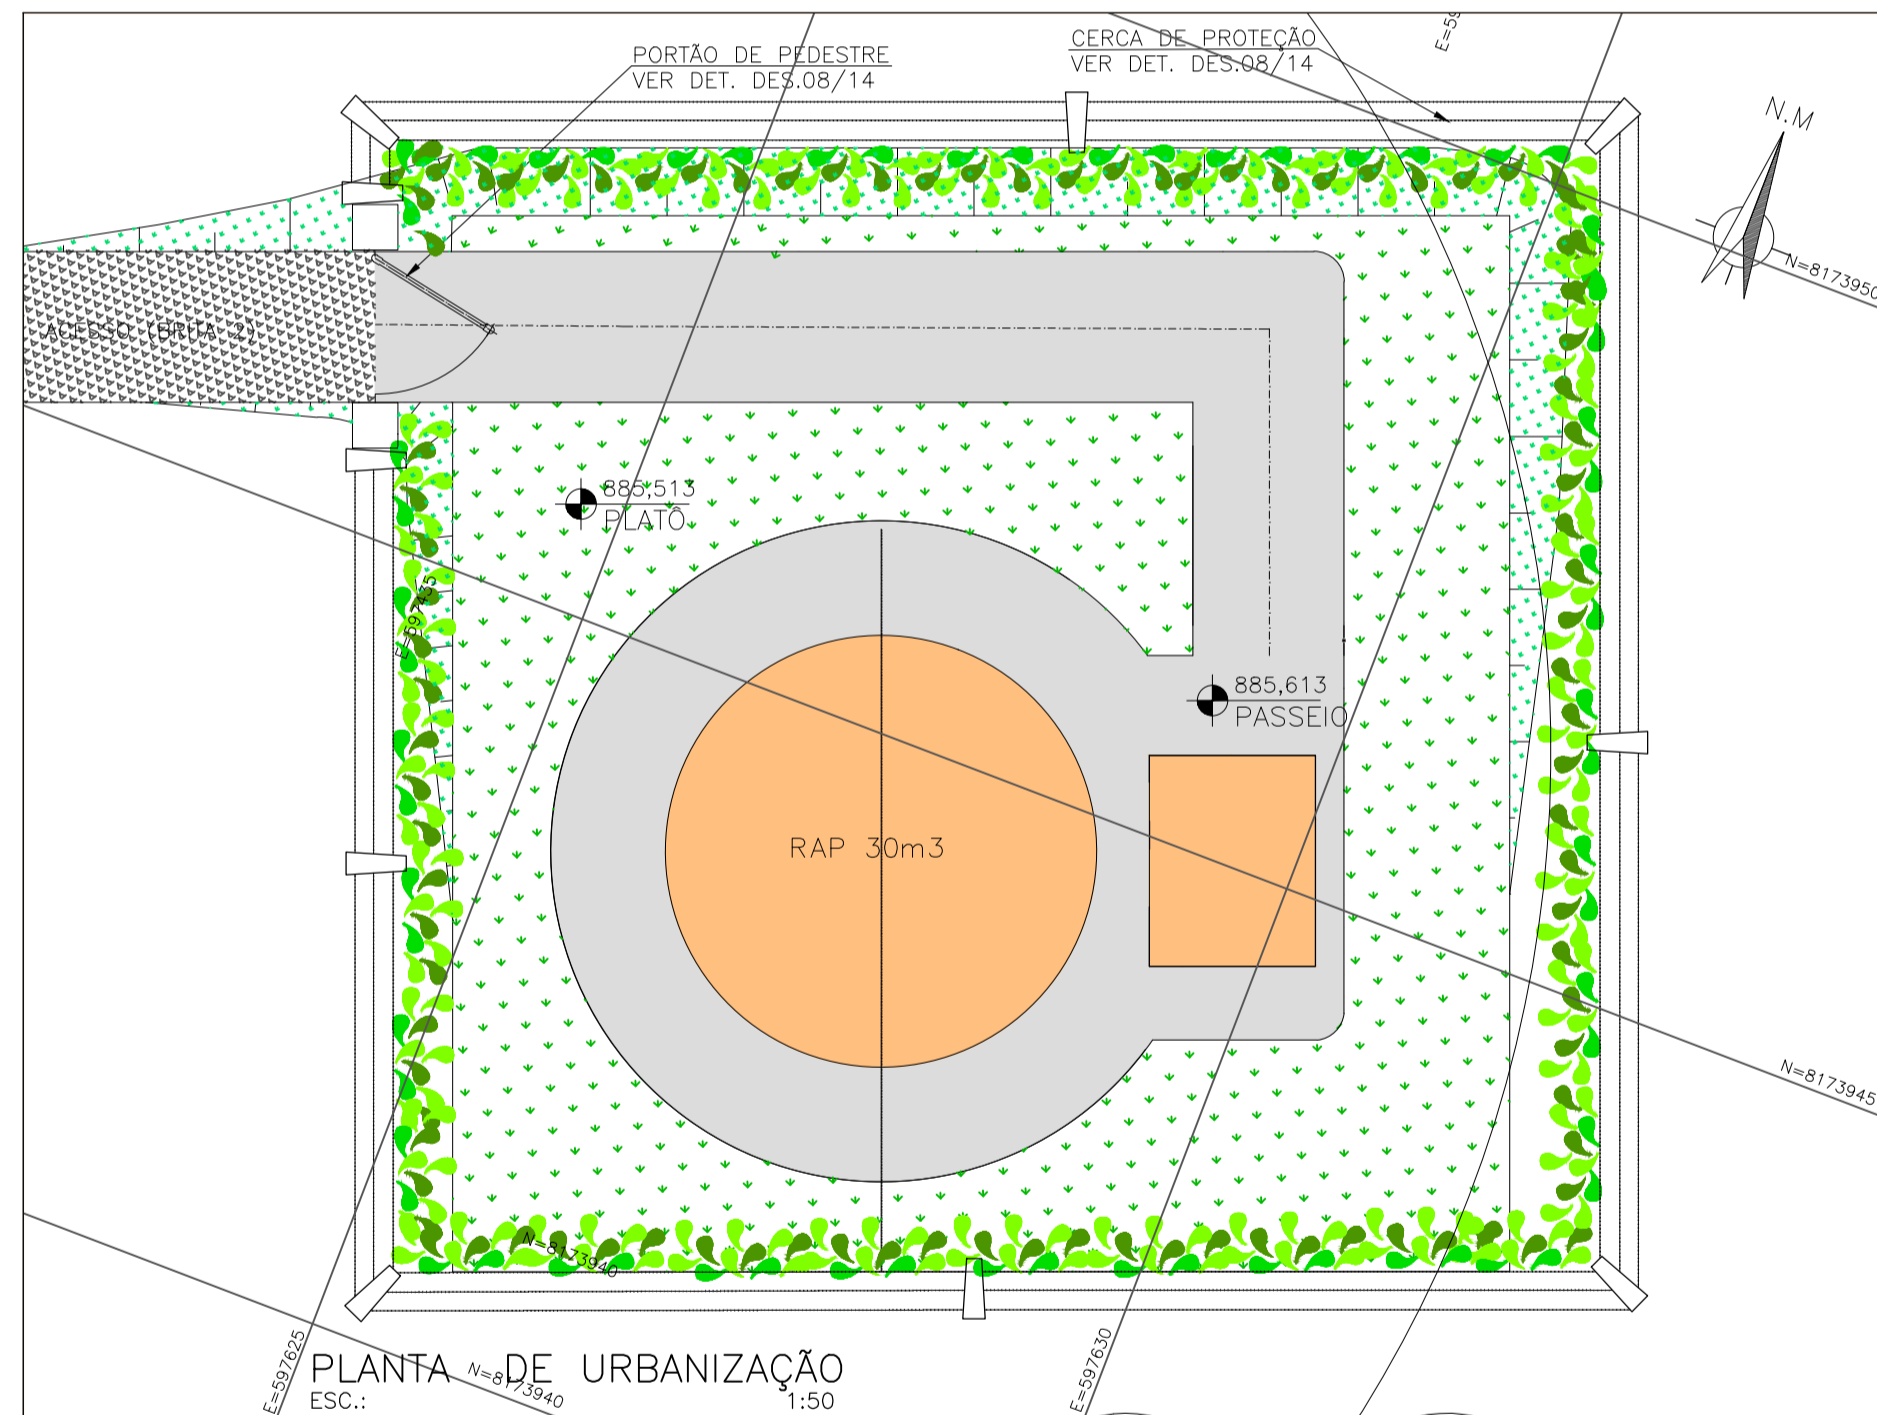 PORTÃO DE PEDESTRE
VER DET. DES.08/14
CERCA DE PROTEÇÃO
VER DET. DES.08/14
N.M
N=8173950
ACESSO (BRITA 2)
885,513
PLATÔ
E=597435
885,613
PASSEIO
RAP 30m3
N=8173945
N=8173940
E=597625
PLANTA DE URBANIZAÇÃO
ESC.: 1:50
N=8173940
E=597630